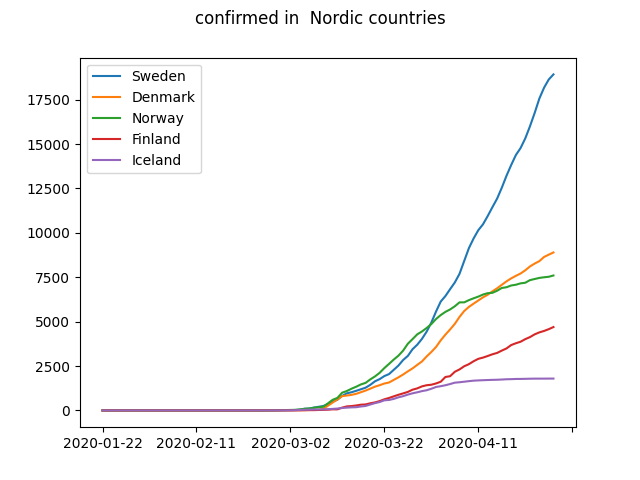 confirmed in  Nordic countries
Sweden
Denmark
Norway
Finland
Iceland
17500
15000
12500
10000
7500
5000
2500
0
2020-01-22 2020-02-11 2020-03-02 2020-03-22 2020-04-11